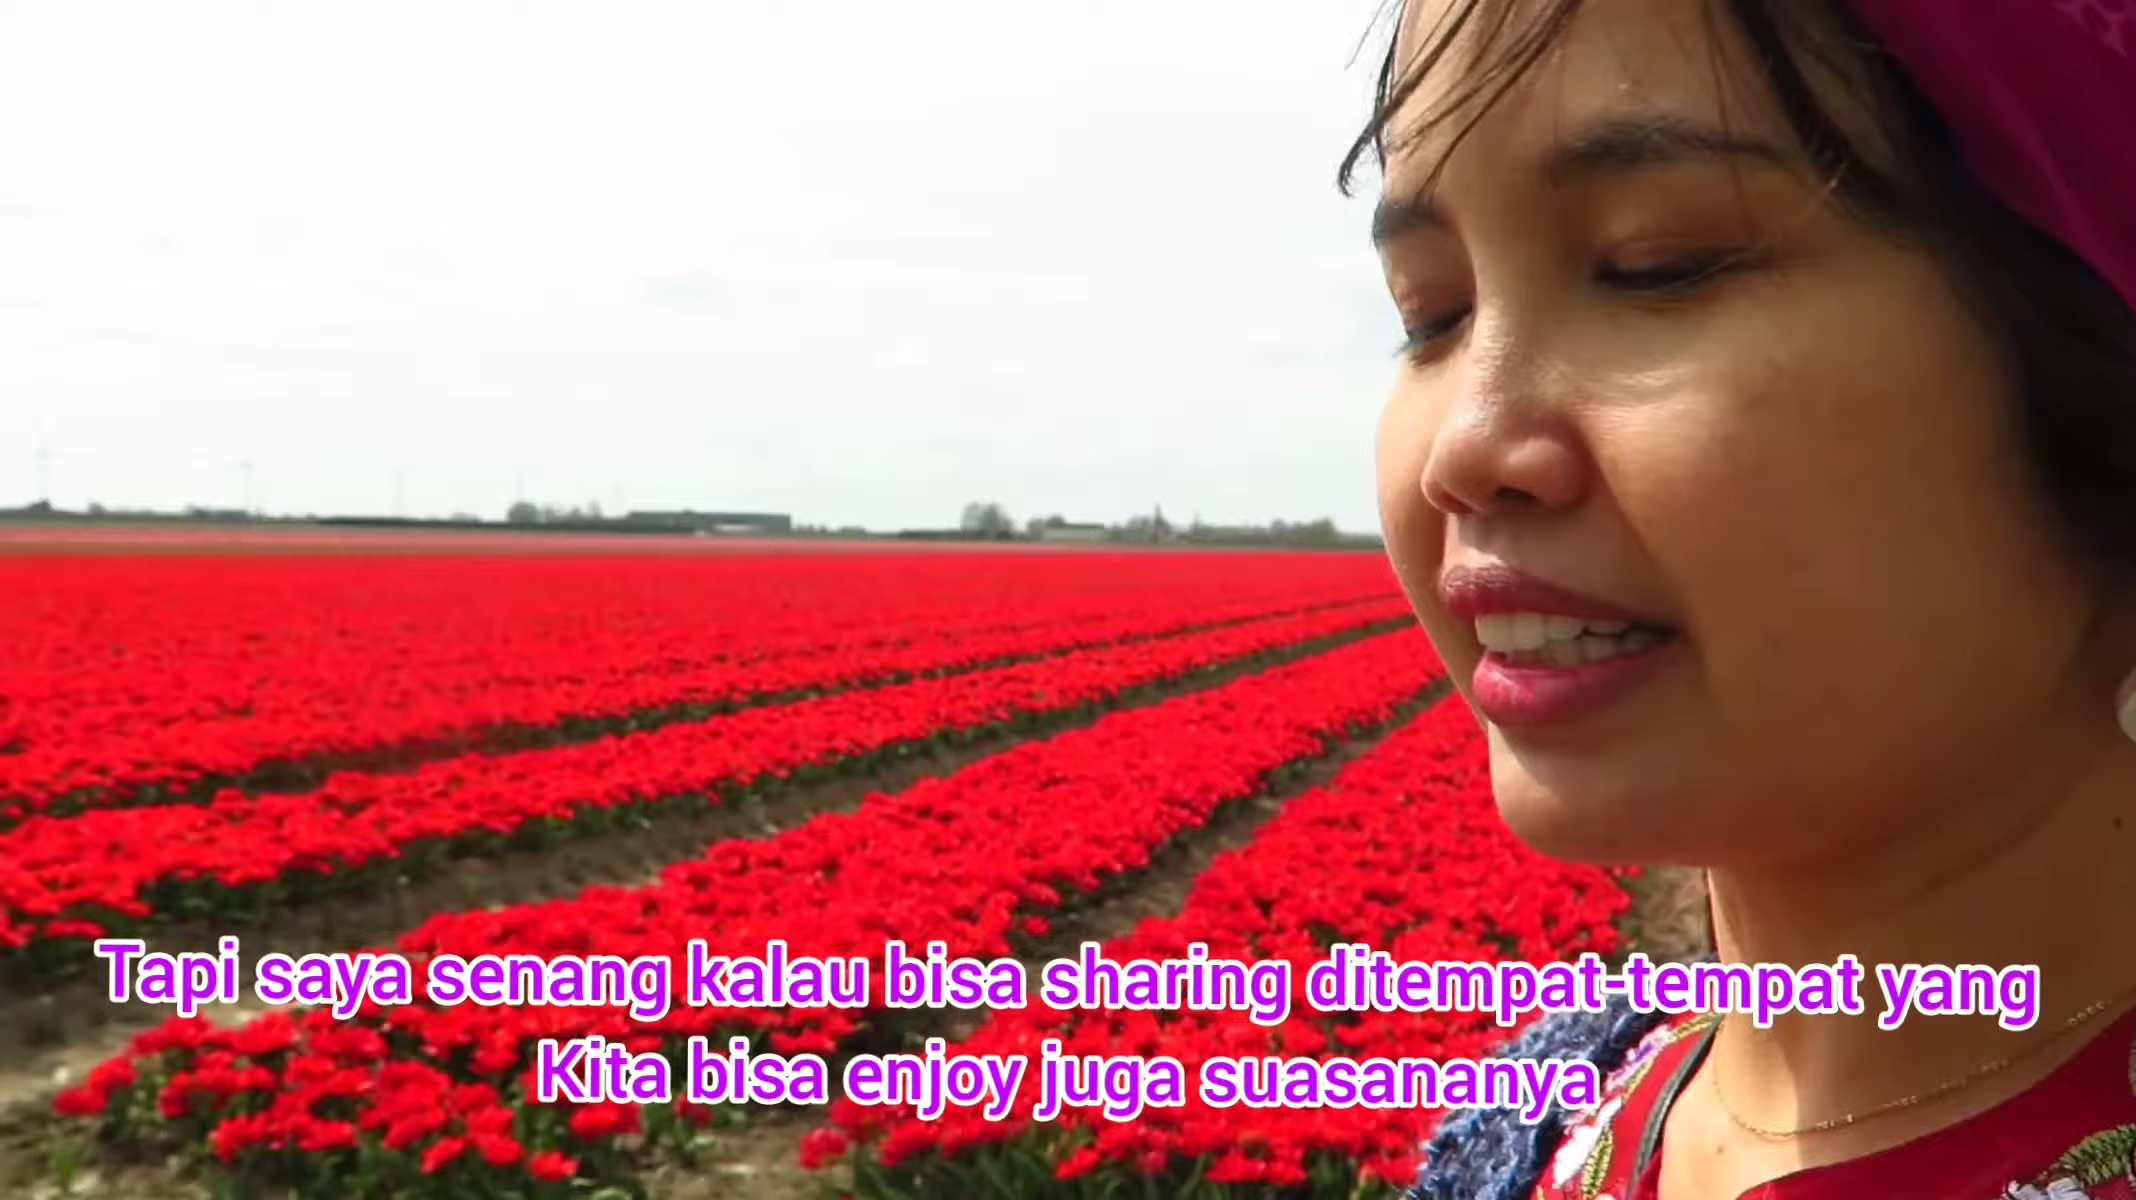 Tapi saya senang kalau bisa sharing ditempat-tempat yang
Kita bisa enjoy juga suasananya